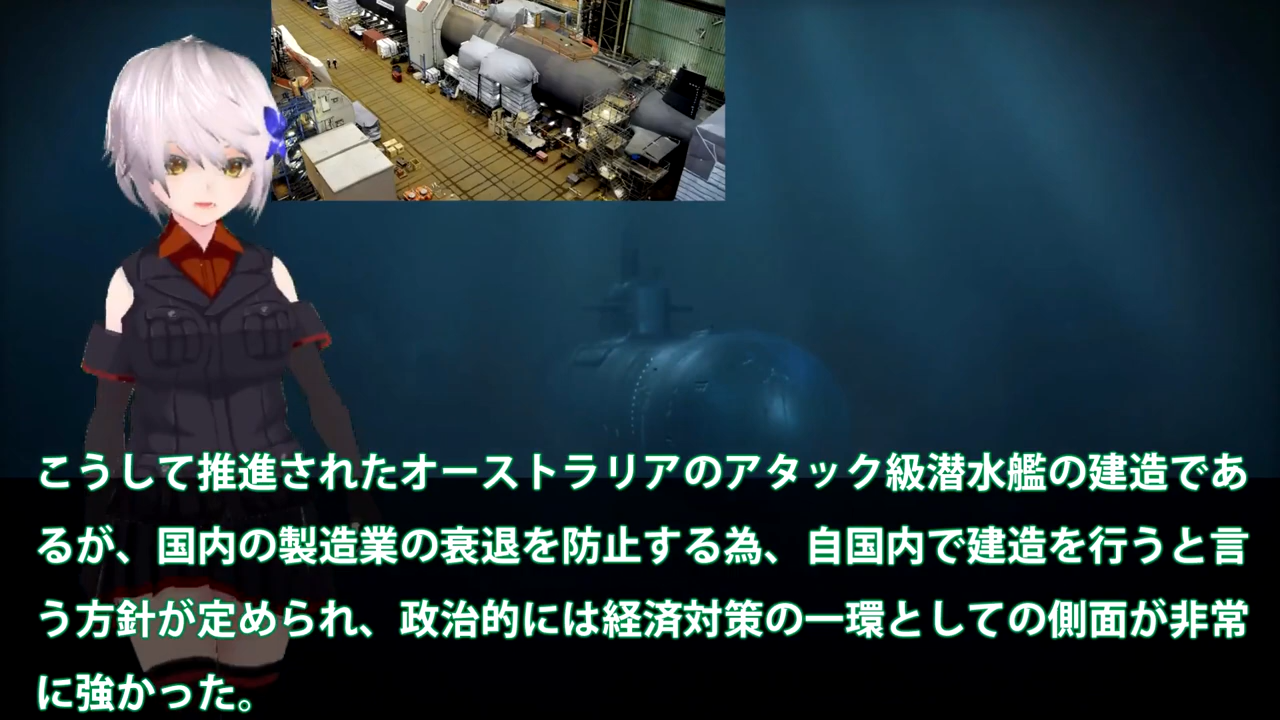 こうして推進されたオーストラリアのアタック級潜水艦の建造であ
るが、国内の製造業の衰退を防止する為、自国内で建造を行うと言
う方針が定められ、政治的には経済対策の一環としての側面が非常
に強かった。